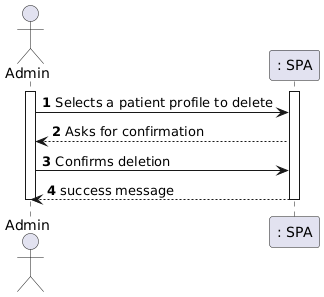 Admin
: SPA
1 Selects a patient profile to delete
2 Asks for confirmation
3 Confirms deletion
4 success message
Admin
: SPA